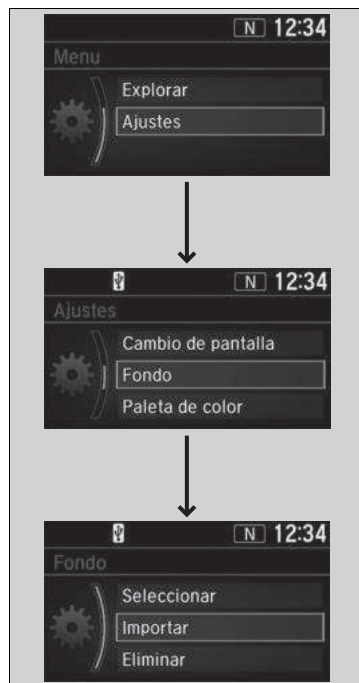 N 12:34
Menu
Explorar
Ajustes
N 12:34
Ajustes
Cambio de pantalla
Fondo
Paleta de color
N 12:34
Fondo
Seleccionar
Importar
Eliminar